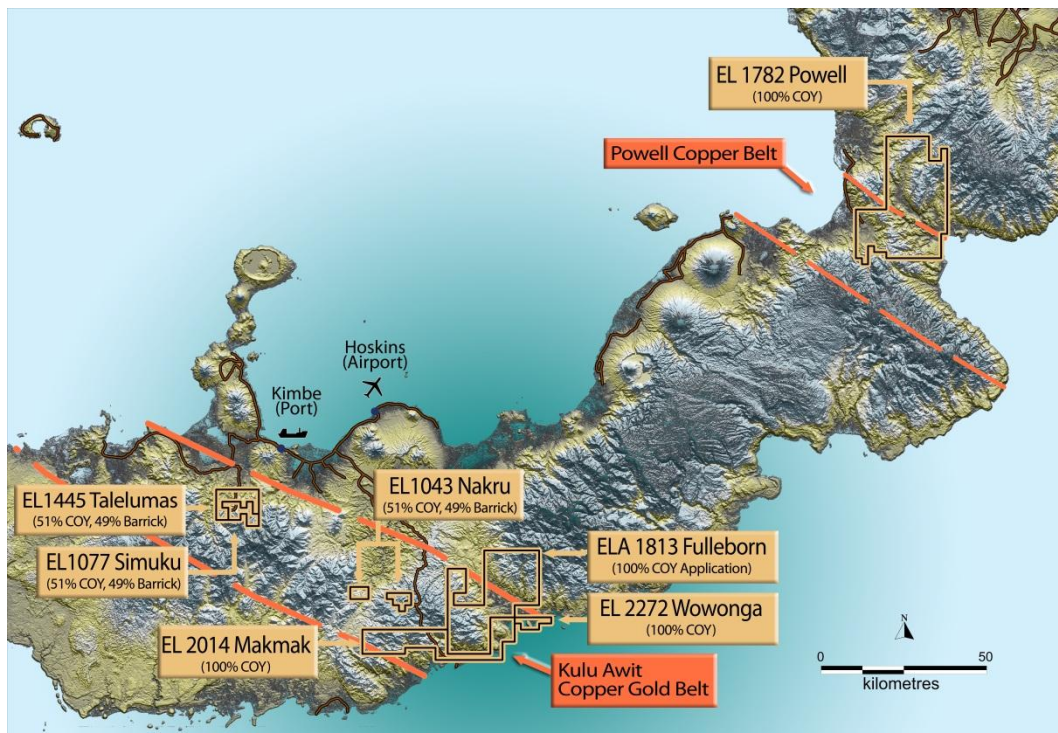 EL 1782 Powell
(100% COY)
Powell Copper Belt
Hoskins
(Airport)
Kimbe
(Port)
EL1445 Talelumas
(51% COY, 49% Barrick)
EL1043 Nakru
(51% COY, 49% Barrick)
EL1077 Simuku
(51% COY, 49% Barrick)
ELA 1813 Fulleborn
(100% COY Application)
EL 2272 Wowonga
(100% COY)
EL 2014 Makmak
(100% COY)
Kulu Awit
Copper Gold Belt
N
0 50
kilometres